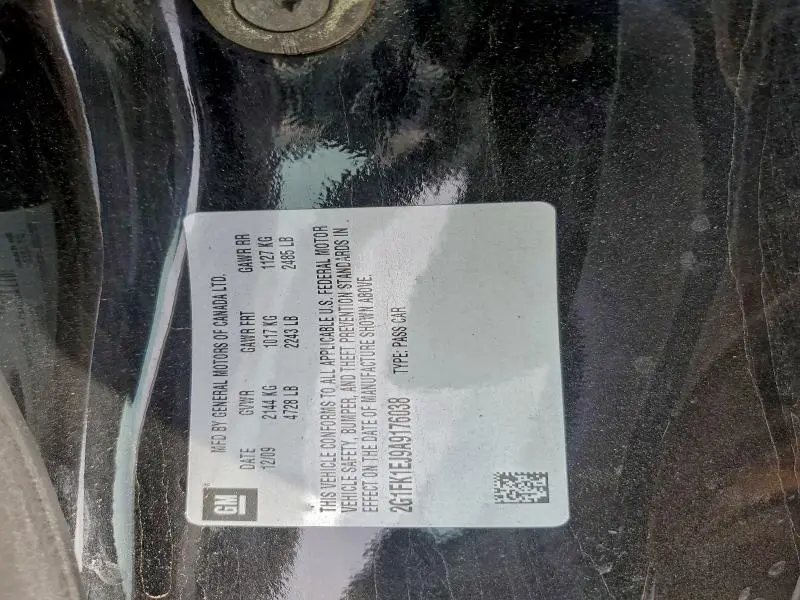 GM
MFD BY GENERAL MOTORS OF CANADA LTD.
DATE GVWR GAWR FRT GAWR RR
12/09 2144 KG 1017 KG 1127 KG
4728 LB 2243 LB 2485 LB
THIS VEHICLE CONFORMS TO ALL APPLICABLE U.S. FEDERAL MOTOR
VEHICLE SAFETY, BUMPER, AND THEFT PREVENTION STANDARDS IN
EFFECT ON THE DATE OF MANUFACTURE SHOWN ABOVE.
2G1FK1EJ9A9176038 TYPE: PASS CAR